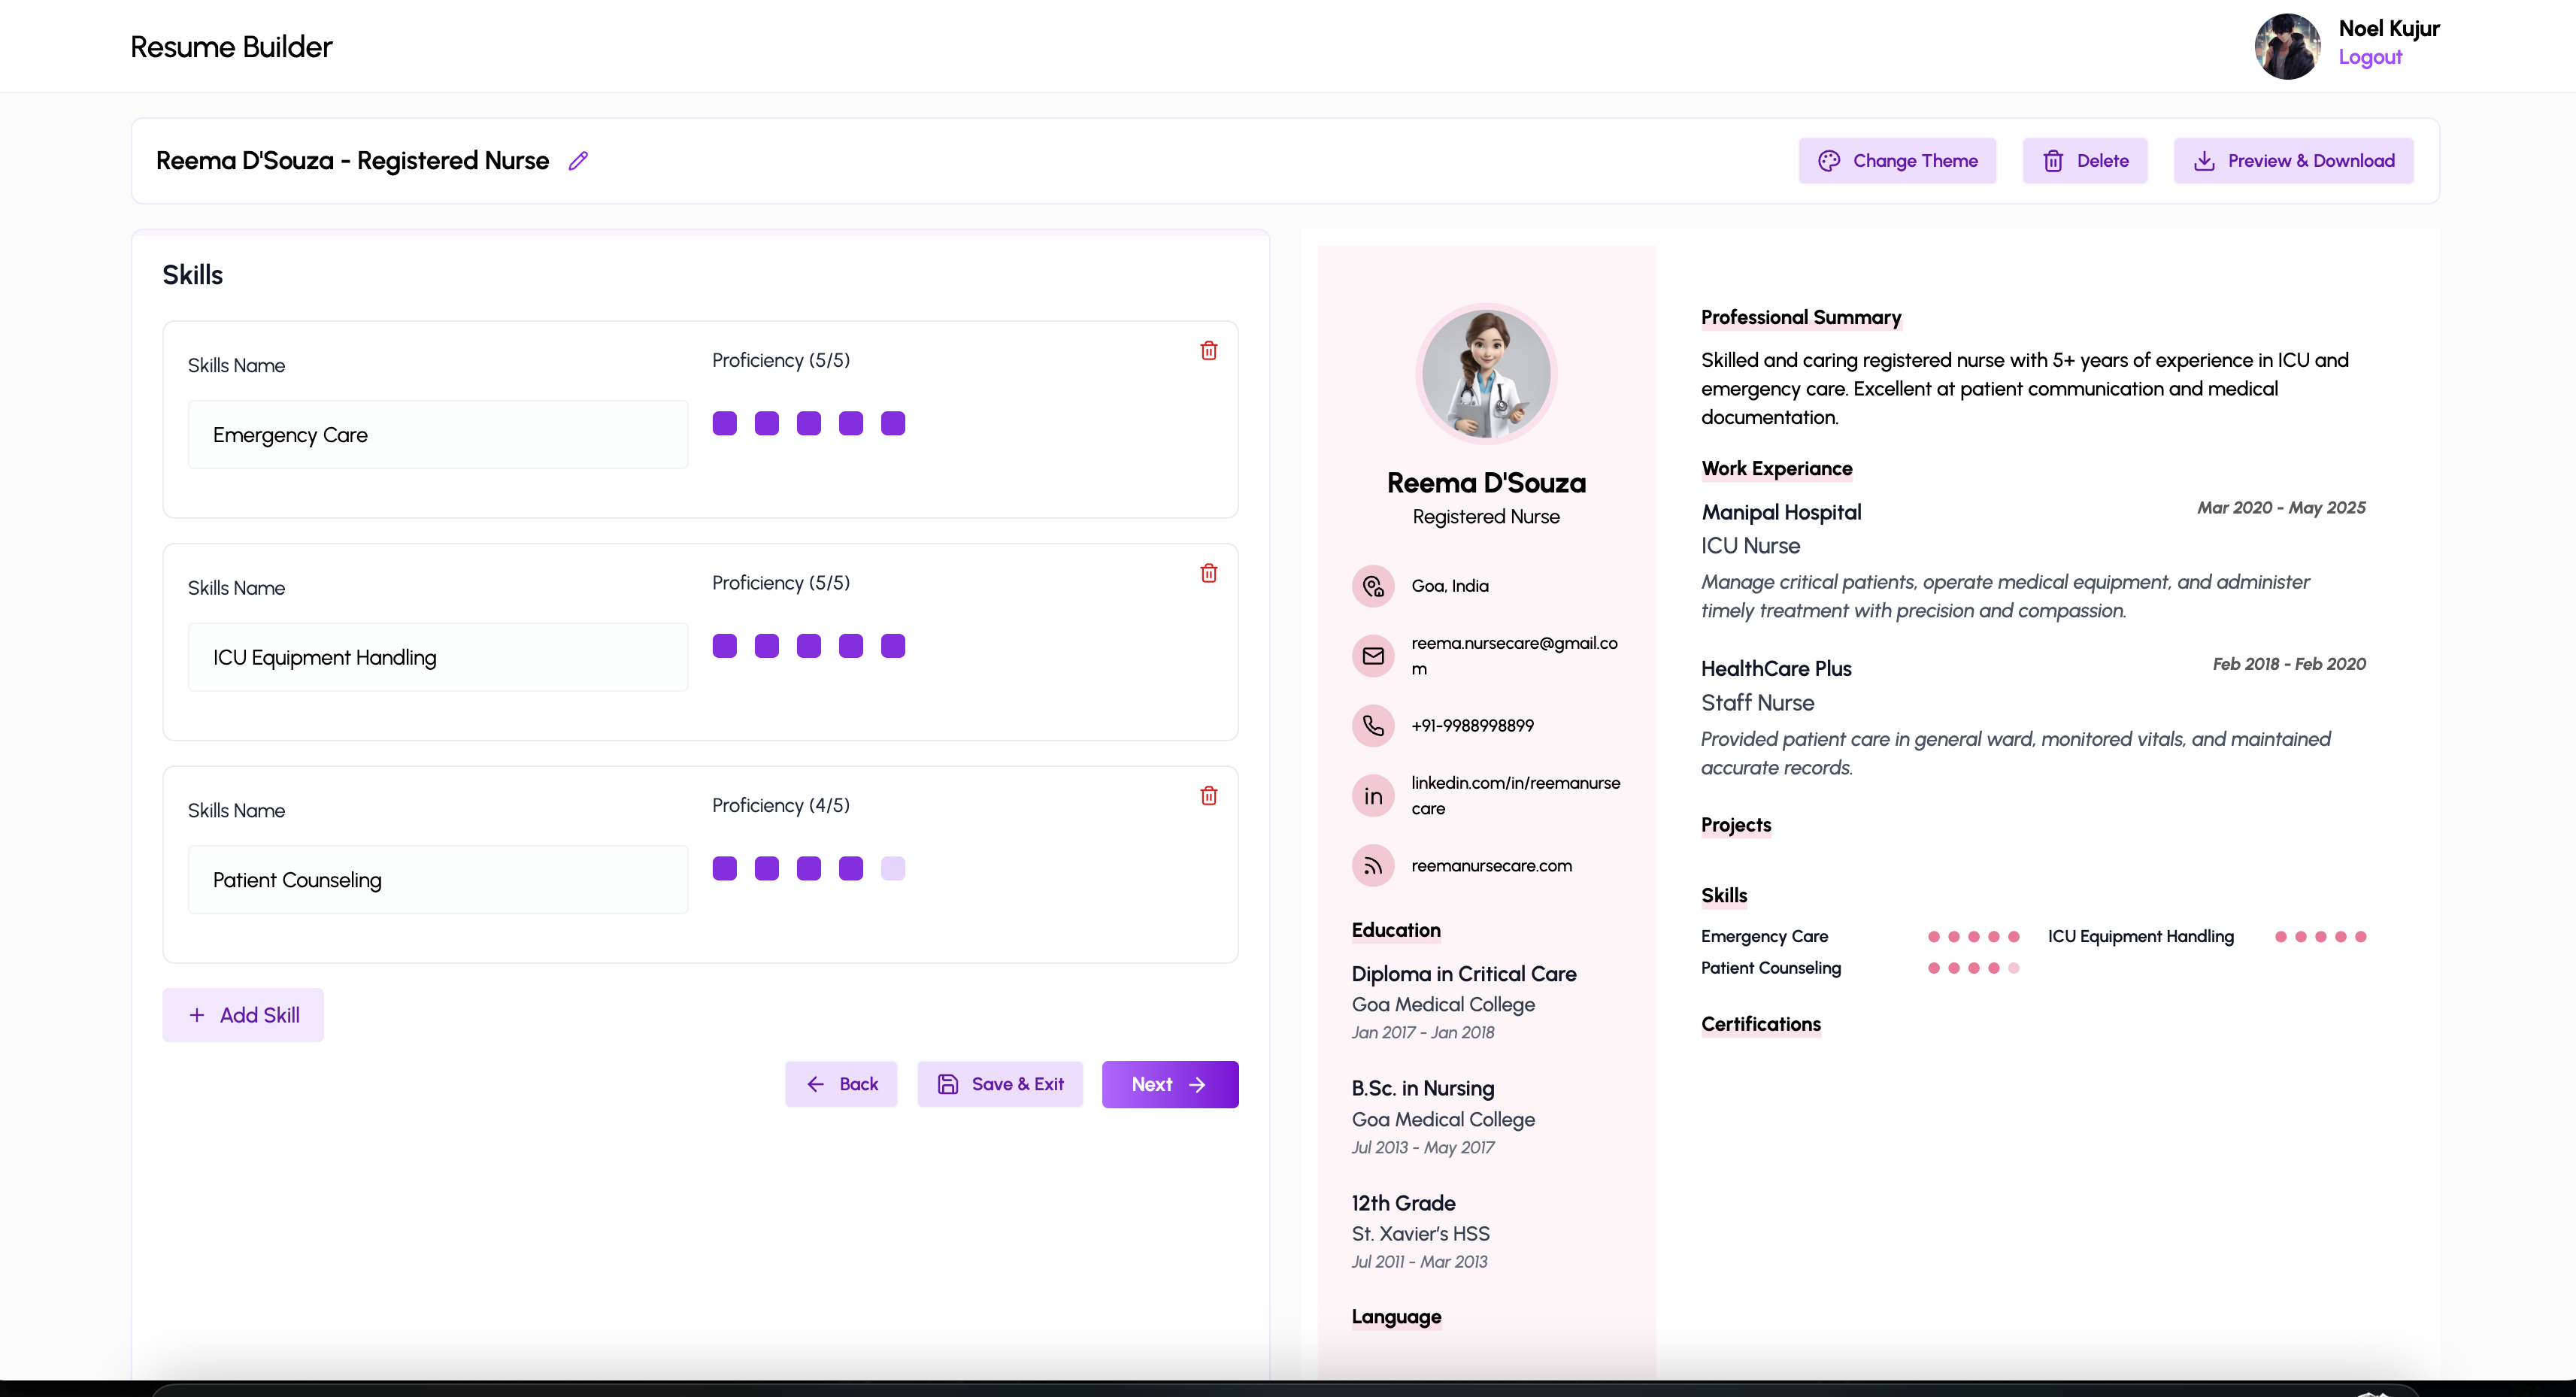 Resume Builder
Noel Kujur
Logout
Reema D'Souza - Registered Nurse
Change Theme
Delete
Preview & Download
Skills
Skills Name
Proficiency (5/5)
Emergency Care
Skills Name
Proficiency (5/5)
ICU Equipment Handling
Skills Name
Proficiency (4/5)
Patient Counseling
+ Add Skill
Back
Save & Exit
Next
Reema D'Souza
Registered Nurse
Goa, India
reema.nursecare@gmail.co
m
+91-9988998899
in
linkedin.com/in/reemanurse
care
reemanursecare.com
Education
Diploma in Critical Care
Goa Medical College
Jan 2017 - Jan 2018
B.Sc. in Nursing
Goa Medical College
Jul 2013 - May 2017
12th Grade
St. Xavier’s HSS
Jul 2011 - Mar 2013
Language
Professional Summary
Skilled and caring registered nurse with 5+ years of experience in ICU and
emergency care. Excellent at patient communication and medical
documentation.
Work Experiance
Manipal Hospital
Mar 2020 - May 2025
ICU Nurse
Manage critical patients, operate medical equipment, and administer
timely treatment with precision and compassion.
HealthCare Plus
Feb 2018 - Feb 2020
Staff Nurse
Provided patient care in general ward, monitored vitals, and maintained
accurate records.
Projects
Skills
Emergency Care
ICU Equipment Handling
Patient Counseling
Certifications